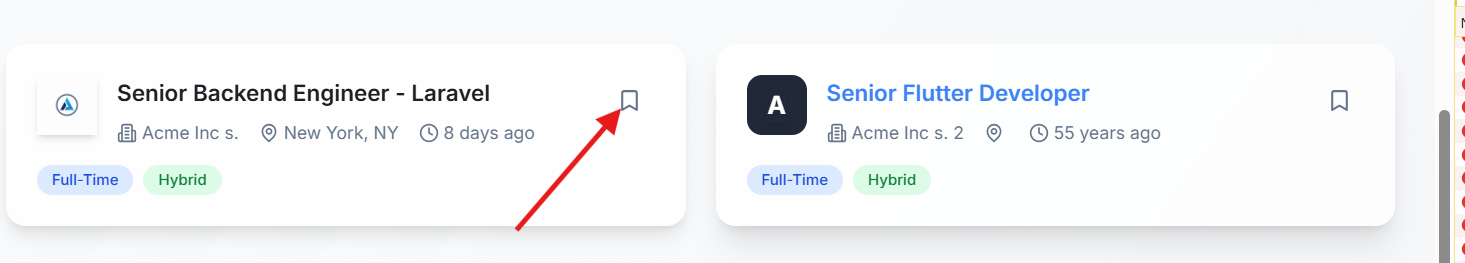 Senior Backend Engineer - Laravel
Acme Inc s. New York, NY 8 days ago
Full-Time Hybrid
A
Senior Flutter Developer
Acme Inc s. 2 55 years ago
Full-Time Hybrid